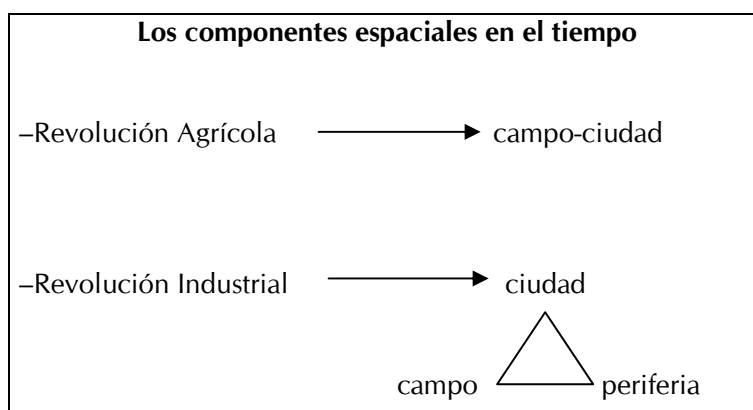 Los componentes espaciales en el tiempo
–Revolución Agrícola campo-ciudad
–Revolución Industrial ciudad
campo periferia